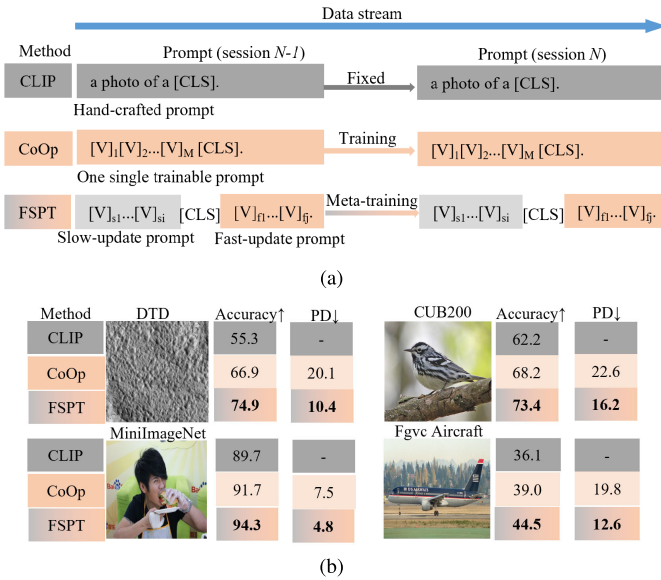 Data stream
Method
Prompt (session N-1)
Prompt (session N)
CLIP
a photo of a [CLS].
Fixed
a photo of a [CLS].
Hand-crafted prompt
CoOp
[V]1[V]2...[V]M [CLS].
Training
[V]1[V]2...[V]M [CLS].
One single trainable prompt
FSPT
[V]s1...[V]si
[CLS]
[V]f1...[V]fj.
Meta-training
[V]s1...[V]si
[CLS]
[V]f1...[V]fj.
Slow-update prompt
Fast-update prompt
(a)
Method DTD Accuracy↑ PD↓
CLIP 55.3 -
CoOp 66.9 20.1
FSPT 74.9 10.4
CUB200 Accuracy↑ PD↓
62.2 -
68.2 22.6
73.4 16.2
MiniImageNet
CLIP 89.7 -
CoOp 91.7 7.5
FSPT 94.3 4.8
Fgvc Aircraft
36.1 -
39.0 19.8
44.5 12.6
(b)